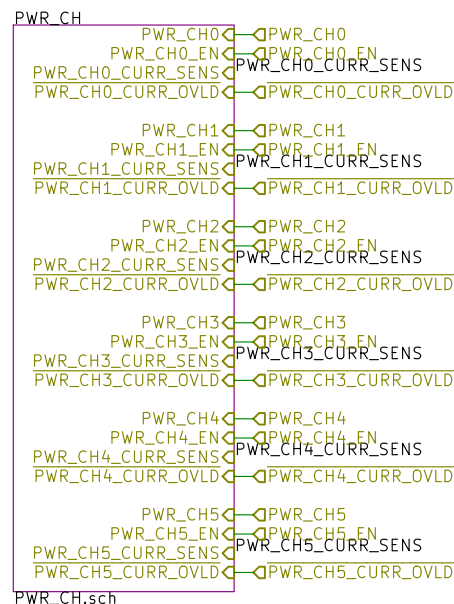 PWR_CH
PWR_CH0 PWR_CH0
PWR_CH0_EN PWR_CH0_EN
PWR_CH0_CURR_SENS PWR_CH0_CURR_SENS
PWR_CH0_CURR_OVLD PWR_CH0_CURR_OVLD
PWR_CH1 PWR_CH1
PWR_CH1_EN PWR_CH1_EN
PWR_CH1_CURR_SENS PWR_CH1_CURR_SENS
PWR_CH1_CURR_OVLD PWR_CH1_CURR_OVLD
PWR_CH2 PWR_CH2
PWR_CH2_EN PWR_CH2_EN
PWR_CH2_CURR_SENS PWR_CH2_CURR_SENS
PWR_CH2_CURR_OVLD PWR_CH2_CURR_OVLD
PWR_CH3 PWR_CH3
PWR_CH3_EN PWR_CH3_EN
PWR_CH3_CURR_SENS PWR_CH3_CURR_SENS
PWR_CH3_CURR_OVLD PWR_CH3_CURR_OVLD
PWR_CH4 PWR_CH4
PWR_CH4_EN PWR_CH4_EN
PWR_CH4_CURR_SENS PWR_CH4_CURR_SENS
PWR_CH4_CURR_OVLD PWR_CH4_CURR_OVLD
PWR_CH5 PWR_CH5
PWR_CH5_EN PWR_CH5_EN
PWR_CH5_CURR_SENS PWR_CH5_CURR_SENS
PWR_CH5_CURR_OVLD PWR_CH5_CURR_OVLD
PWR_CH.sch